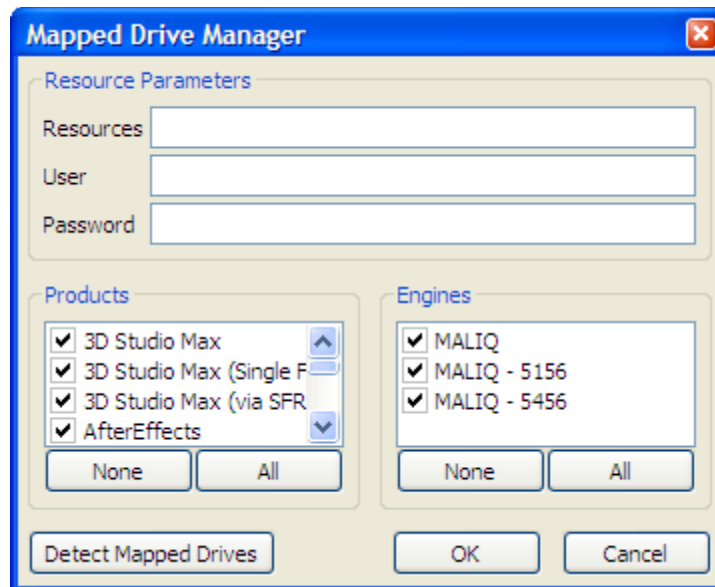 Mapped Drive Manager
Resource Parameters
Resources
User
Password
Products
3D Studio Max
3D Studio Max (Single F
3D Studio Max (via SFR
AfterEffects
None All
Engines
MALIQ
MALIQ - 5156
MALIQ - 5456
None All
Detect Mapped Drives OK Cancel